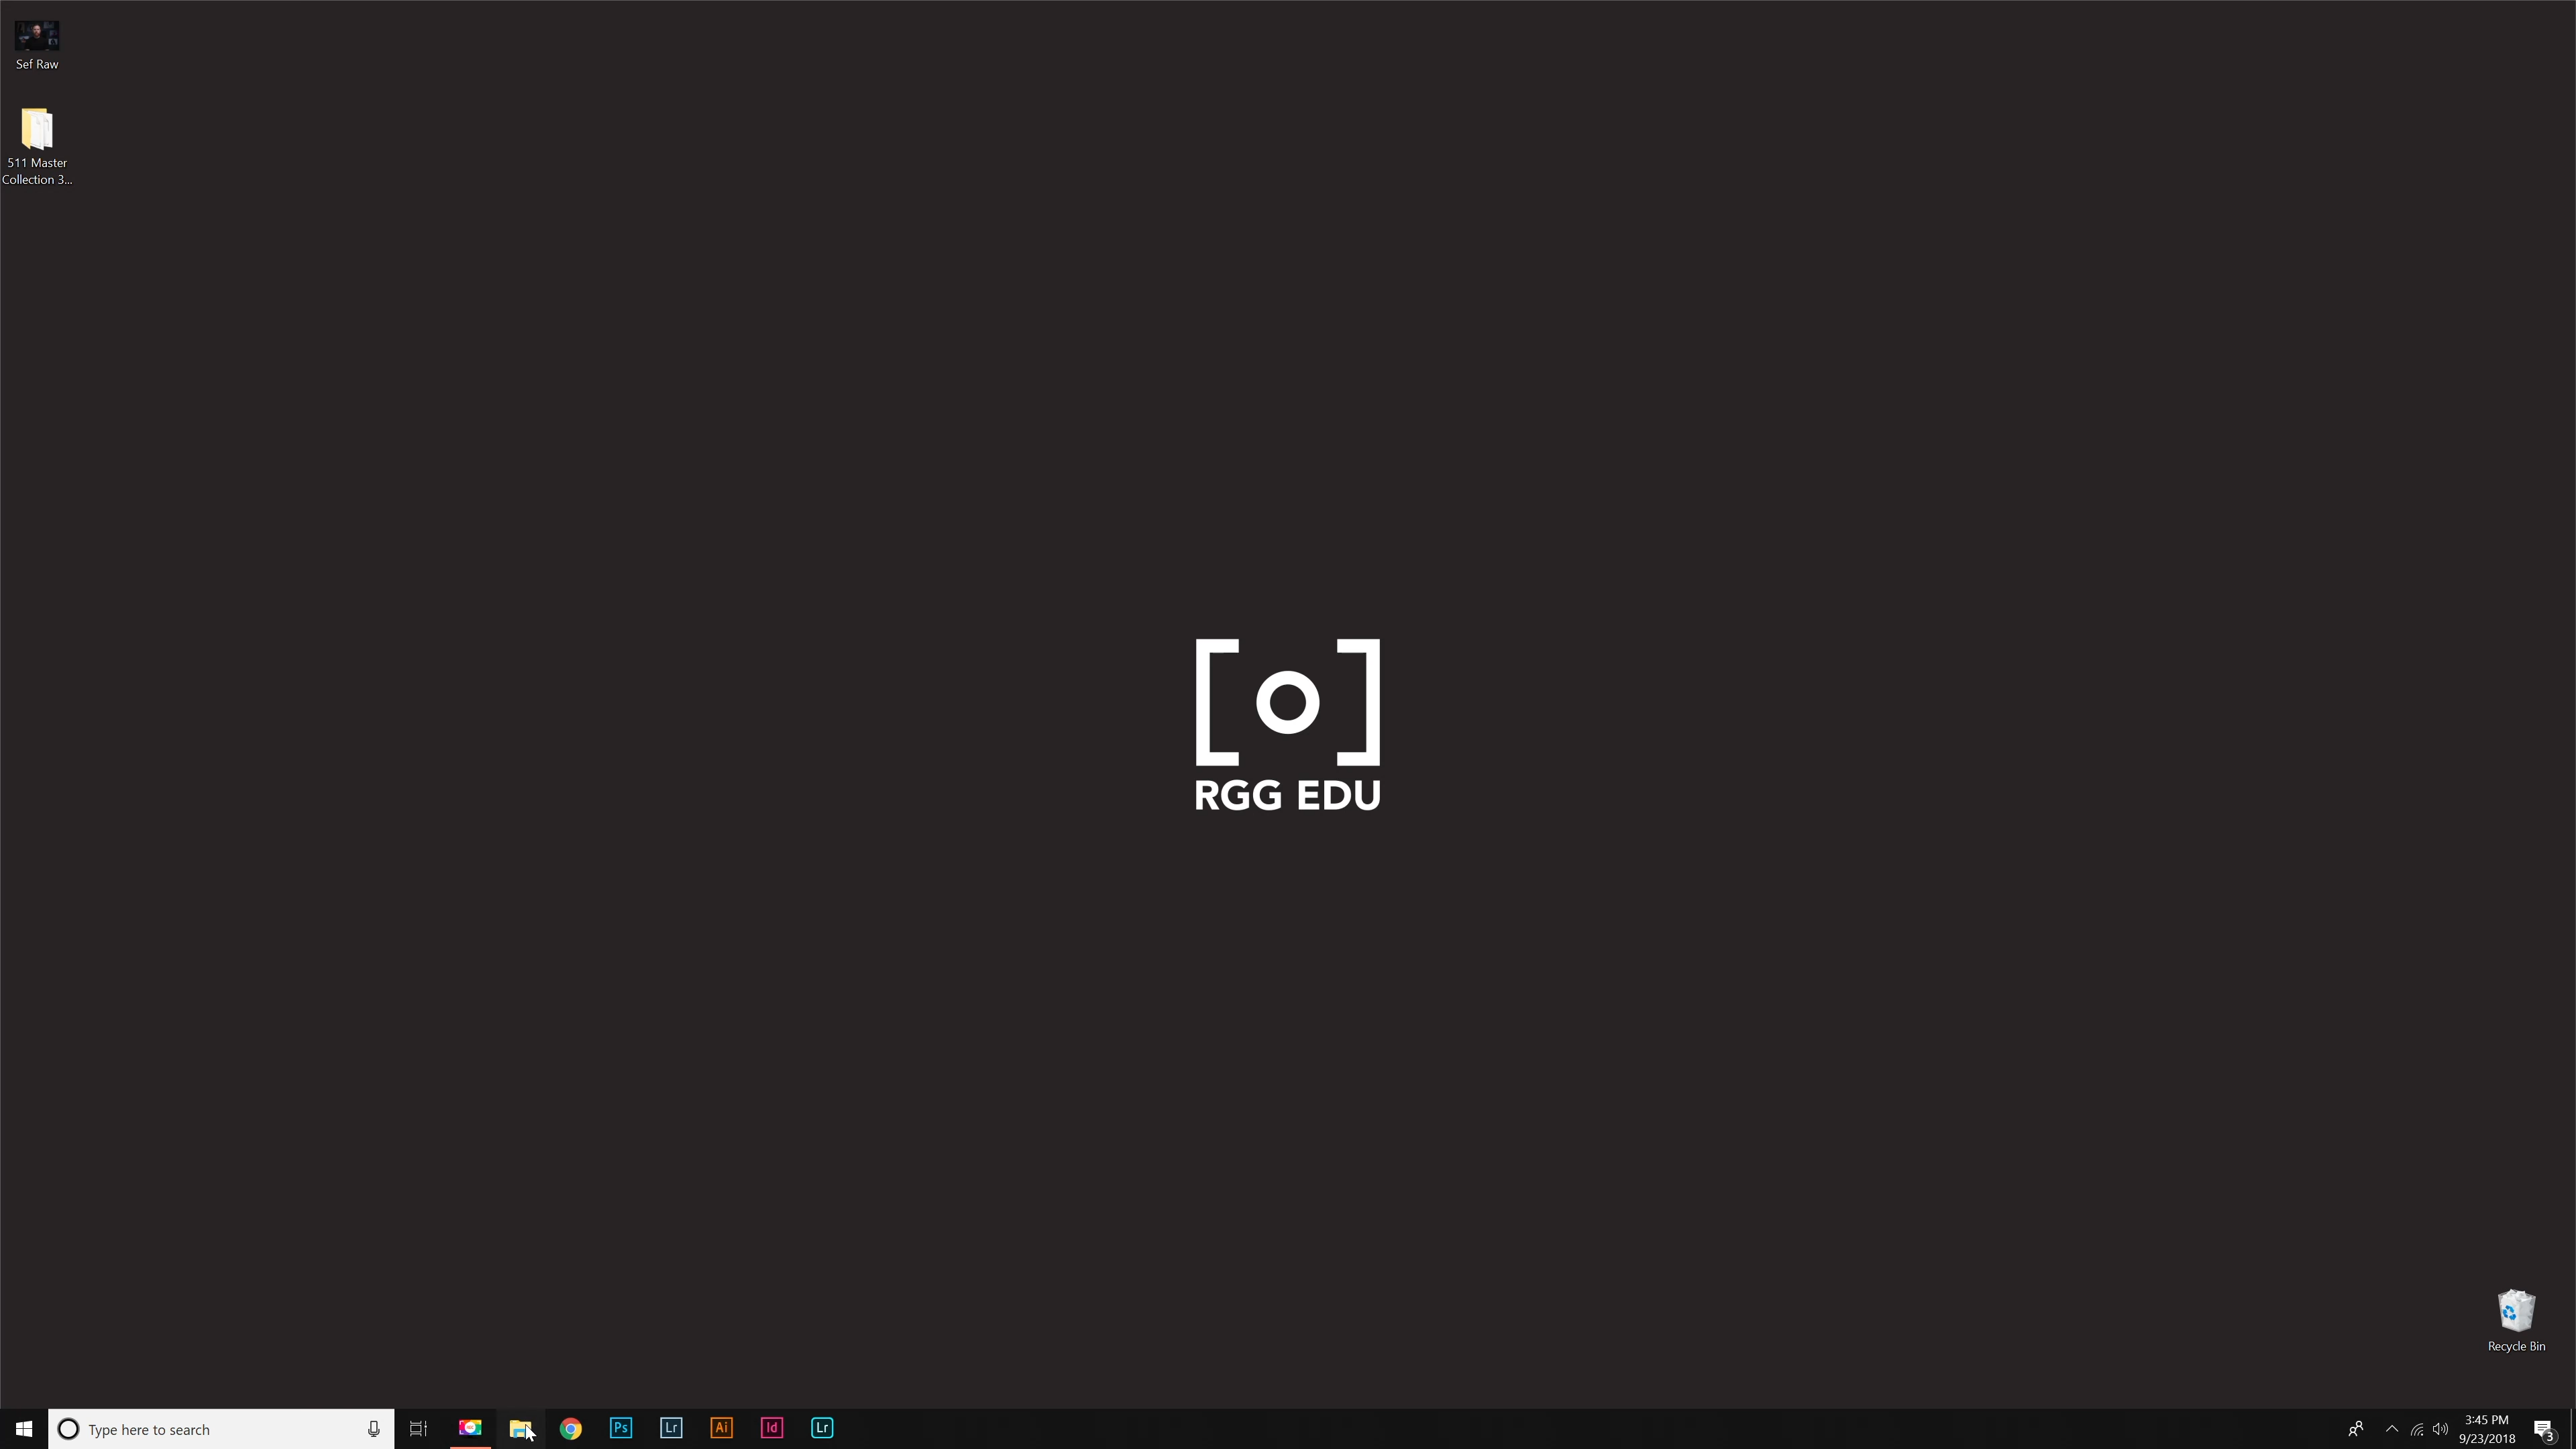 Sef Raw
511 Master
Collection 3...
RGG EDU
Recycle Bin
Type here to search
Ps
Lr
Ai
Id
Lr
3:45 PM
9/23/2018
3